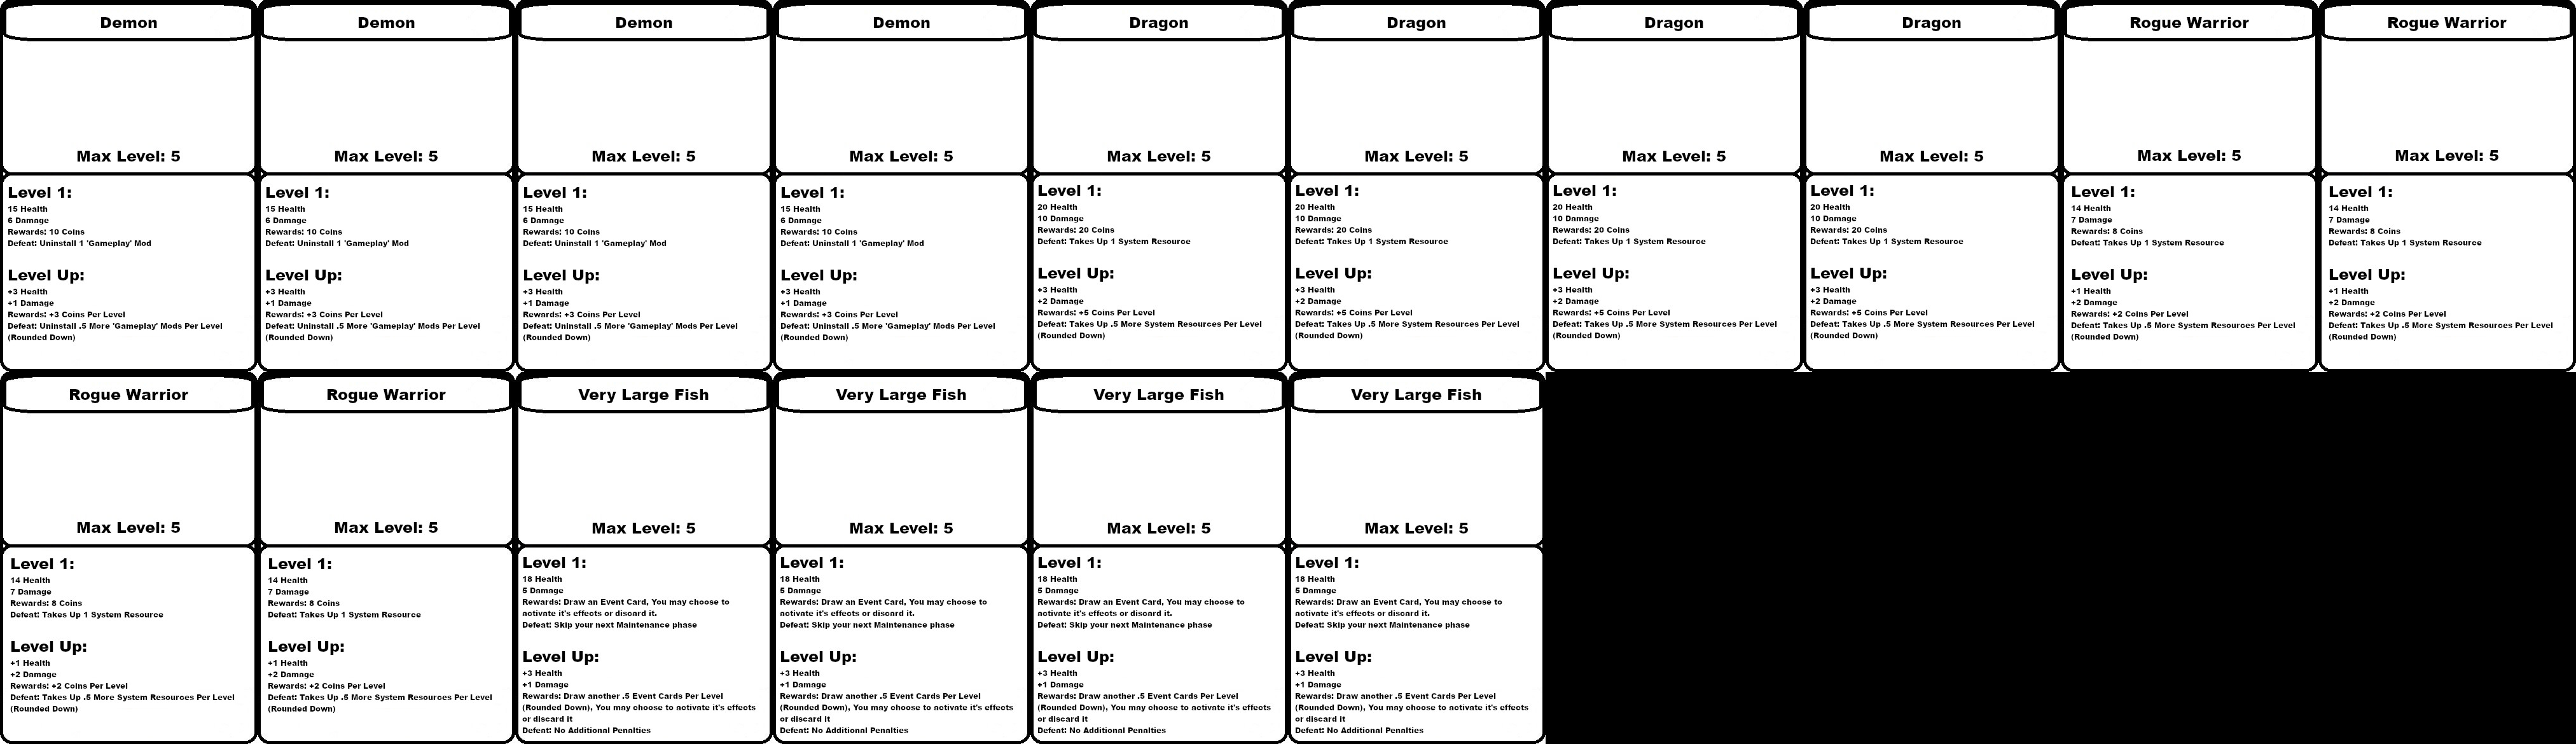 Demon
Max Level: 5
Level 1:
15 Health
6 Damage
Rewards: 10 Coins
Defeat: Uninstall 1 'Gameplay' Mod
Level Up:
+3 Health
+1 Damage
Rewards: +3 Coins Per Level
Defeat: Uninstall .5 More 'Gameplay' Mods Per Level
(Rounded Down)
Demon
Max Level: 5
Level 1:
15 Health
6 Damage
Rewards: 10 Coins
Defeat: Uninstall 1 'Gameplay' Mod
Level Up:
+3 Health
+1 Damage
Rewards: +3 Coins Per Level
Defeat: Uninstall .5 More 'Gameplay' Mods Per Level
(Rounded Down)
Demon
Max Level: 5
Level 1:
15 Health
6 Damage
Rewards: 10 Coins
Defeat: Uninstall 1 'Gameplay' Mod
Level Up:
+3 Health
+1 Damage
Rewards: +3 Coins Per Level
Defeat: Uninstall .5 More 'Gameplay' Mods Per Level
(Rounded Down)
Demon
Max Level: 5
Level 1:
15 Health
6 Damage
Rewards: 10 Coins
Defeat: Uninstall 1 'Gameplay' Mod
Level Up:
+3 Health
+1 Damage
Rewards: +3 Coins Per Level
Defeat: Uninstall .5 More 'Gameplay' Mods Per Level
(Rounded Down)
Dragon
Max Level: 5
Level 1:
20 Health
10 Damage
Rewards: 20 Coins
Defeat: Takes Up 1 System Resource
Level Up:
+3 Health
+2 Damage
Rewards: +5 Coins Per Level
Defeat: Takes Up .5 More System Resources Per Level
(Rounded Down)
Dragon
Max Level: 5
Level 1:
20 Health
10 Damage
Rewards: 20 Coins
Defeat: Takes Up 1 System Resource
Level Up:
+3 Health
+2 Damage
Rewards: +5 Coins Per Level
Defeat: Takes Up .5 More System Resources Per Level
(Rounded Down)
Dragon
Max Level: 5
Level 1:
20 Health
10 Damage
Rewards: 20 Coins
Defeat: Takes Up 1 System Resource
Level Up:
+3 Health
+2 Damage
Rewards: +5 Coins Per Level
Defeat: Takes Up .5 More System Resources Per Level
(Rounded Down)
Dragon
Max Level: 5
Level 1:
20 Health
10 Damage
Rewards: 20 Coins
Defeat: Takes Up 1 System Resource
Level Up:
+3 Health
+2 Damage
Rewards: +5 Coins Per Level
Defeat: Takes Up .5 More System Resources Per Level
(Rounded Down)
Rogue Warrior
Max Level: 5
Level 1:
14 Health
7 Damage
Rewards: 8 Coins
Defeat: Takes Up 1 System Resource
Level Up:
+1 Health
+2 Damage
Rewards: +2 Coins Per Level
Defeat: Takes Up .5 More System Resources Per Level
(Rounded Down)
Rogue Warrior
Max Level: 5
Level 1:
14 Health
7 Damage
Rewards: 8 Coins
Defeat: Takes Up 1 System Resource
Level Up:
+1 Health
+2 Damage
Rewards: +2 Coins Per Level
Defeat: Takes Up .5 More System Resources Per Level
(Rounded Down)
Rogue Warrior
Max Level: 5
Level 1:
14 Health
7 Damage
Rewards: 8 Coins
Defeat: Takes Up 1 System Resource
Level Up:
+1 Health
+2 Damage
Rewards: +2 Coins Per Level
Defeat: Takes Up .5 More System Resources Per Level
(Rounded Down)
Rogue Warrior
Max Level: 5
Level 1:
14 Health
7 Damage
Rewards: 8 Coins
Defeat: Takes Up 1 System Resource
Level Up:
+1 Health
+2 Damage
Rewards: +2 Coins Per Level
Defeat: Takes Up .5 More System Resources Per Level
(Rounded Down)
Very Large Fish
Max Level: 5
Level 1:
18 Health
5 Damage
Rewards: Draw an Event Card, You may choose to
activate it's effects or discard it.
Defeat: Skip your next Maintenance phase
Level Up:
+3 Health
+1 Damage
Rewards: Draw another .5 Event Cards Per Level
(Rounded Down), You may choose to activate it's effects
or discard it
Defeat: No Additional Penalties
Very Large Fish
Max Level: 5
Level 1:
18 Health
5 Damage
Rewards: Draw an Event Card, You may choose to
activate it's effects or discard it.
Defeat: Skip your next Maintenance phase
Level Up:
+3 Health
+1 Damage
Rewards: Draw another .5 Event Cards Per Level
(Rounded Down), You may choose to activate it's effects
or discard it
Defeat: No Additional Penalties
Very Large Fish
Max Level: 5
Level 1:
18 Health
5 Damage
Rewards: Draw an Event Card, You may choose to
activate it's effects or discard it.
Defeat: Skip your next Maintenance phase
Level Up:
+3 Health
+1 Damage
Rewards: Draw another .5 Event Cards Per Level
(Rounded Down), You may choose to activate it's effects
or discard it
Defeat: No Additional Penalties
Very Large Fish
Max Level: 5
Level 1:
18 Health
5 Damage
Rewards: Draw an Event Card, You may choose to
activate it's effects or discard it.
Defeat: Skip your next Maintenance phase
Level Up:
+3 Health
+1 Damage
Rewards: Draw another .5 Event Cards Per Level
(Rounded Down), You may choose to activate it's effects
or discard it
Defeat: No Additional Penalties